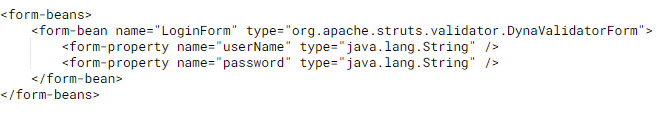 <form-beans>
    <form-bean name="LoginForm" type="org.apache.struts.validator.DynaValidatorForm">
        <form-property name="userName" type="java.lang.String" />
        <form-property name="password" type="java.lang.String" />
    </form-bean>
</form-beans>